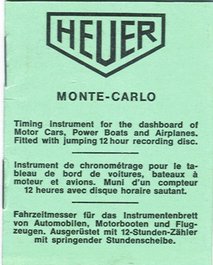 HEUER
MONTE-CARLO
Timing instrument for the dashboard of
Motor Cars, Power Boats and Airplanes.
Fitted with jumping 12 hour recording disc.
Instrument de chronométrage pour le ta-
bleau de bord de voitures, bateaux à
moteur et avions. Muni d'un compteur
12 heures avec disque horaire sautant.
Fahrzeitmesser für das Instrumentenbrett
von Automobilen, Motorbooten und Flug-
zeugen. Ausgerüstet mit 12-Stunden-Zähler
mit springender Stundenscheibe.